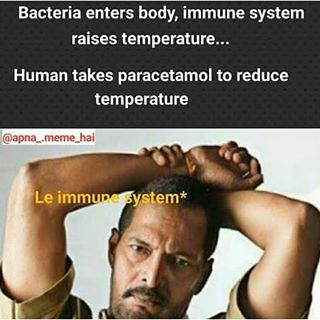 Bacteria enters body, immune system
raises temperature...
Human takes paracetamol to reduce
temperature
@apna_.meme_hai
Le immune system*